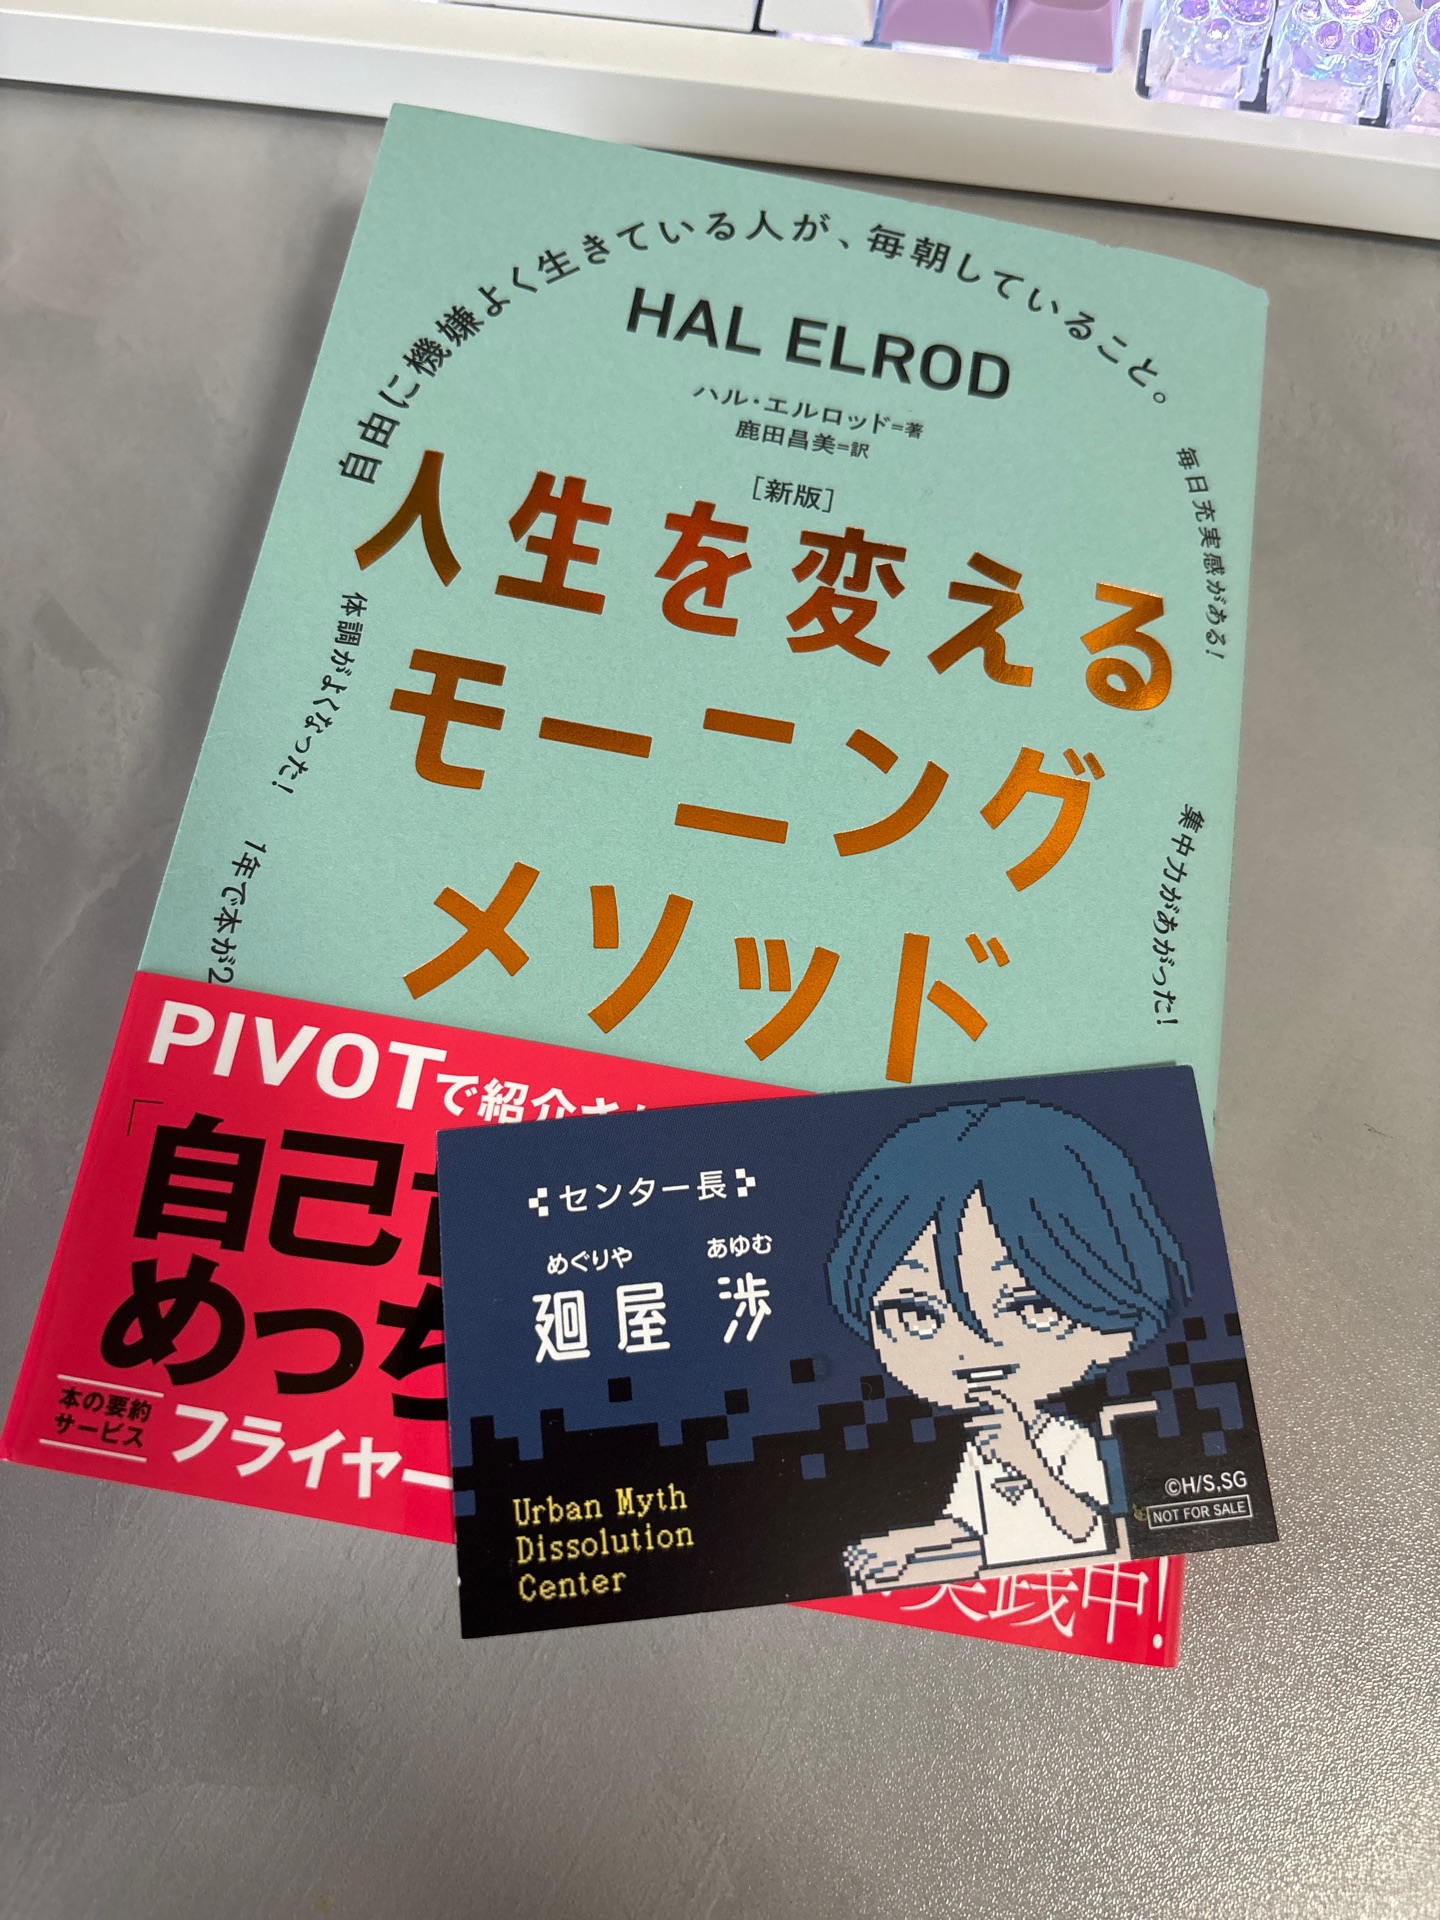 自由に機嫌よく生きている人が、毎朝していること。
HAL ELROD
ハル・エルロッド=著
鹿田昌美=訳
[新版]
人生を変える
モーニング
メソッド
毎日充実感がある!
体調がよくなった!
集中力があがった!
1年で本が2
PIVOTで紹介
「自己
めっち
本の要約
サービス
フライヤー
実践中!
センター長
めぐりや あゆむ
廻屋 渉
Urban Myth
Dissolution
Center
©H/S,SG
NOT FOR SALE